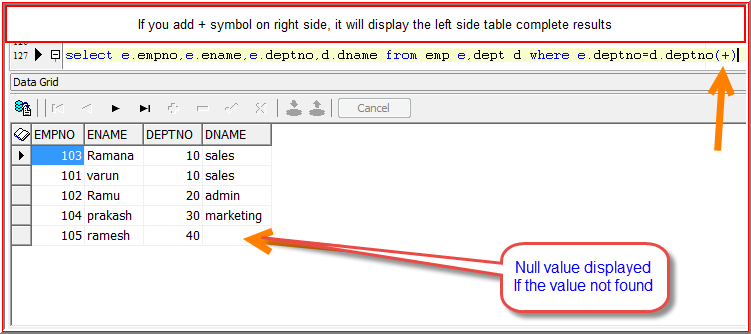 If you add + symbol on right side, it will display the left side table complete results
127 select e.empno,e.ename,e.deptno,d.dname from emp e,dept d where e.deptno=d.deptno(+)
Data Grid
Cancel
EMPNO ENAME DEPTNO DNAME
103 Ramana 10 sales
101 varun 10 sales
102 Ramu 20 admin
104 prakash 30 marketing
105 ramesh 40
Null value displayed
If the value not found